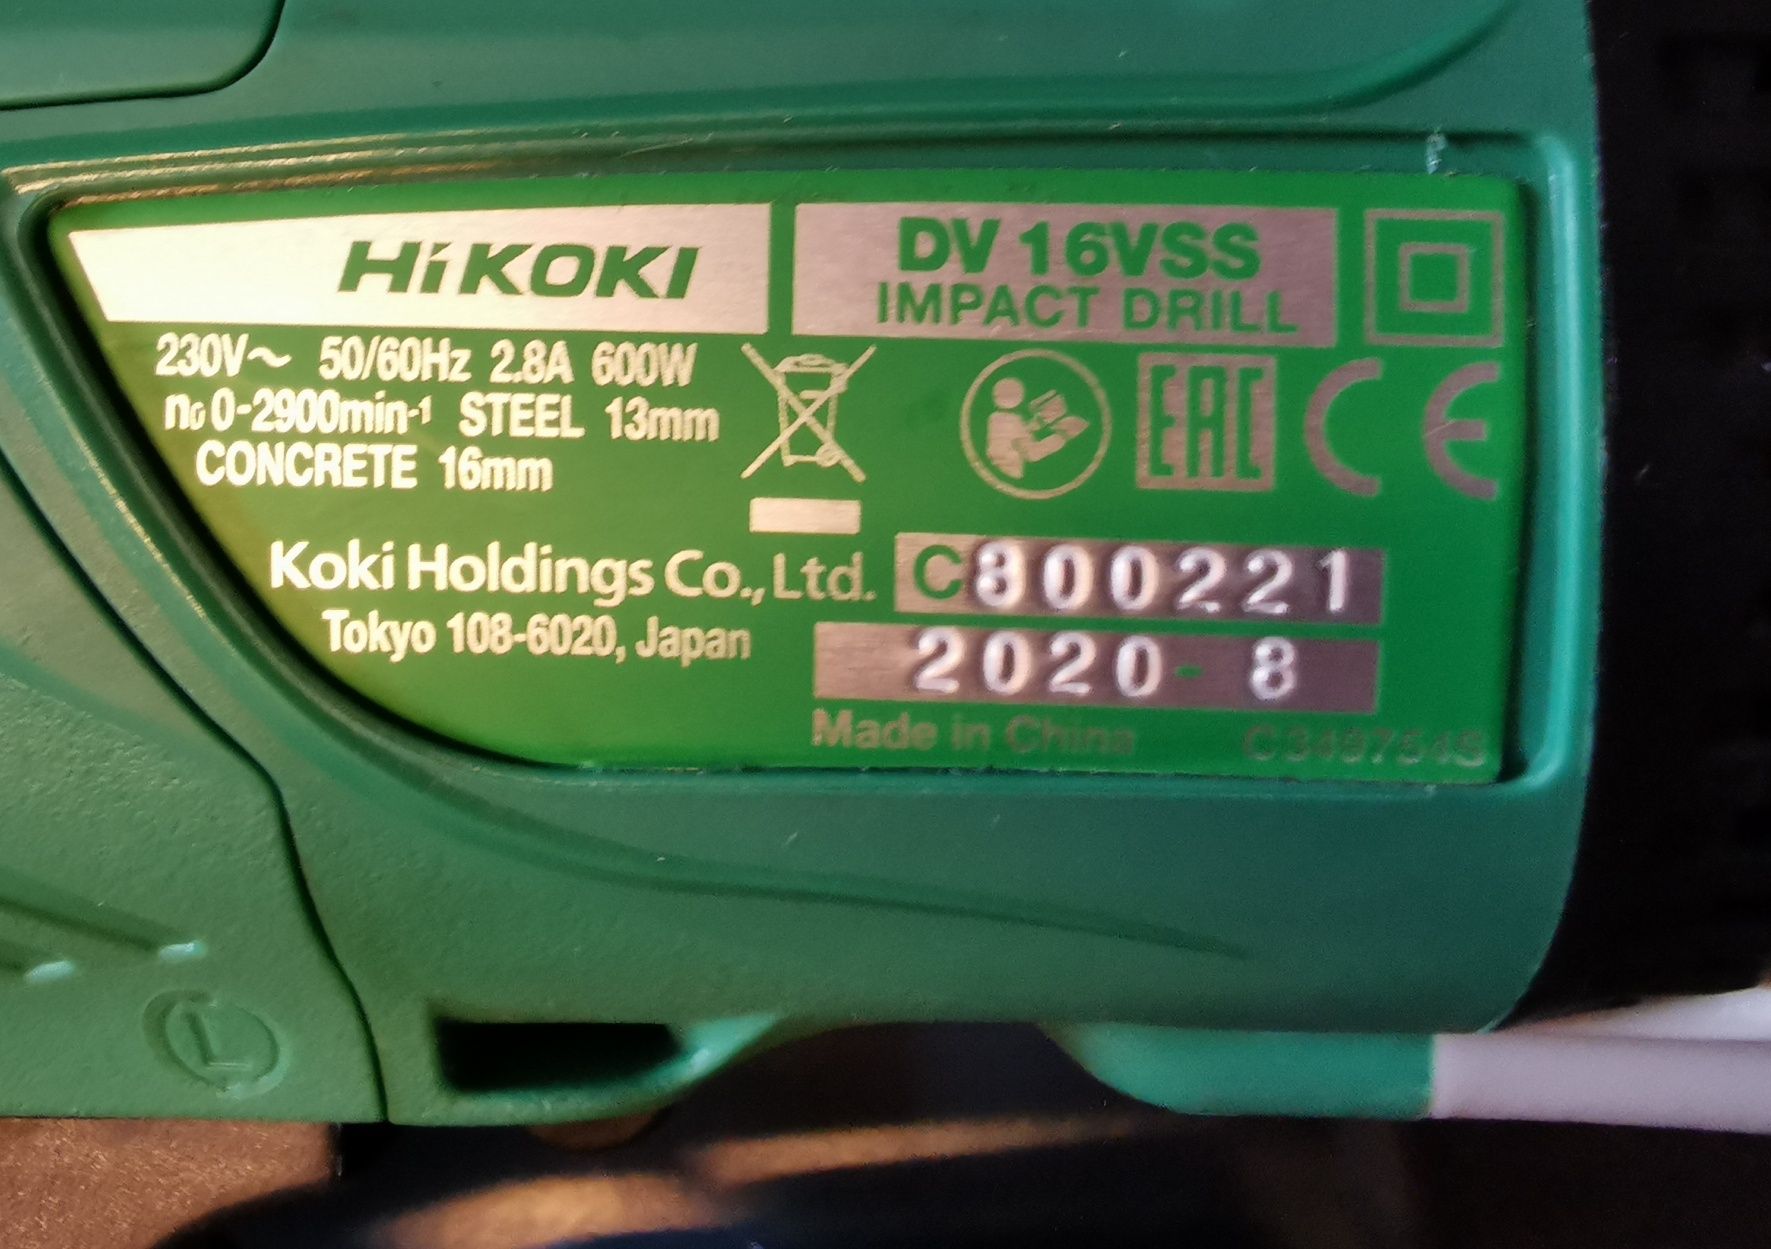 HiKOKI
DV 16VSS
IMPACT DRILL
230V～ 50/60Hz 2.8A 600W
n₀ 0-2900min-1 STEEL 13mm
CONCRETE 16mm
EAC
CE
Koki Holdings Co., Ltd.
Tokyo 108-6020, Japan
C800221
2020-8
Made in China
C349754S
L